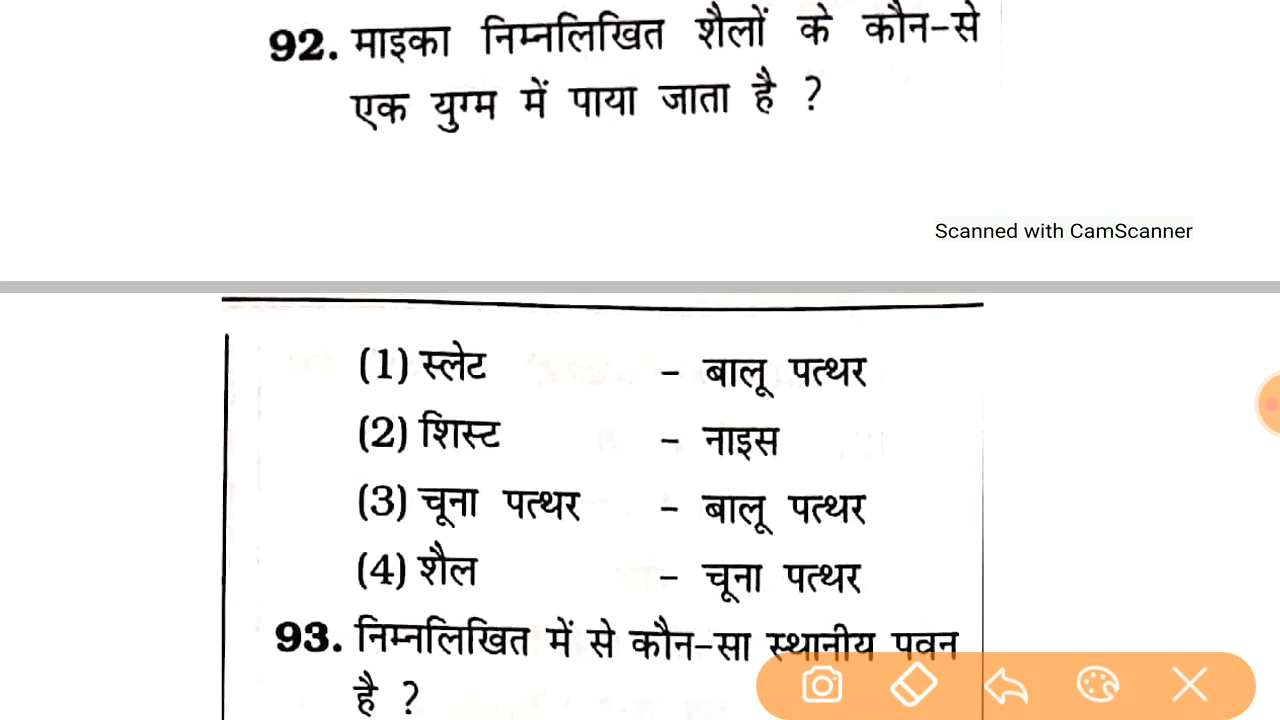 92. माइका निम्नलिखित शैलों के कौन-से
एक युग्म में पाया जाता है ?
Scanned with CamScanner
(1) स्लेट - बालू पत्थर
(2) शिस्ट - नाइस
(3) चूना पत्थर - बालू पत्थर
(4) शैल - चूना पत्थर
93. निम्नलिखित में से कौन-सा स्थानीय पवन
है ?